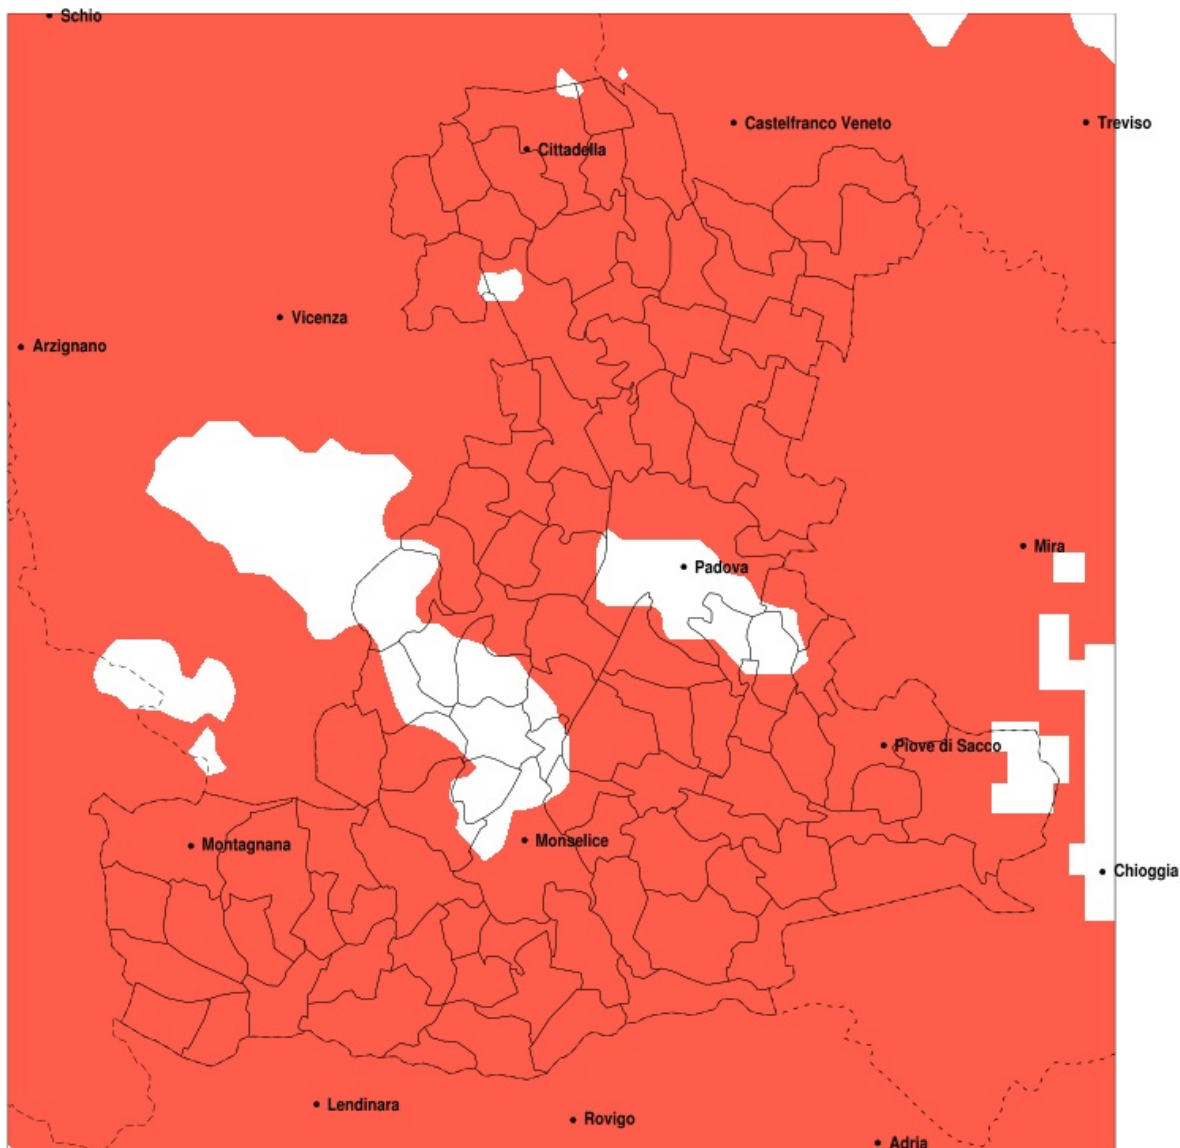 Schio
Castelfranco Veneto
Treviso
Cittadella
Vicenza
Arzignano
Mira
Padova
Piove di Sacco
Monselice
Montagnana
Chioggia
Lendinara
Rovigo
Adria